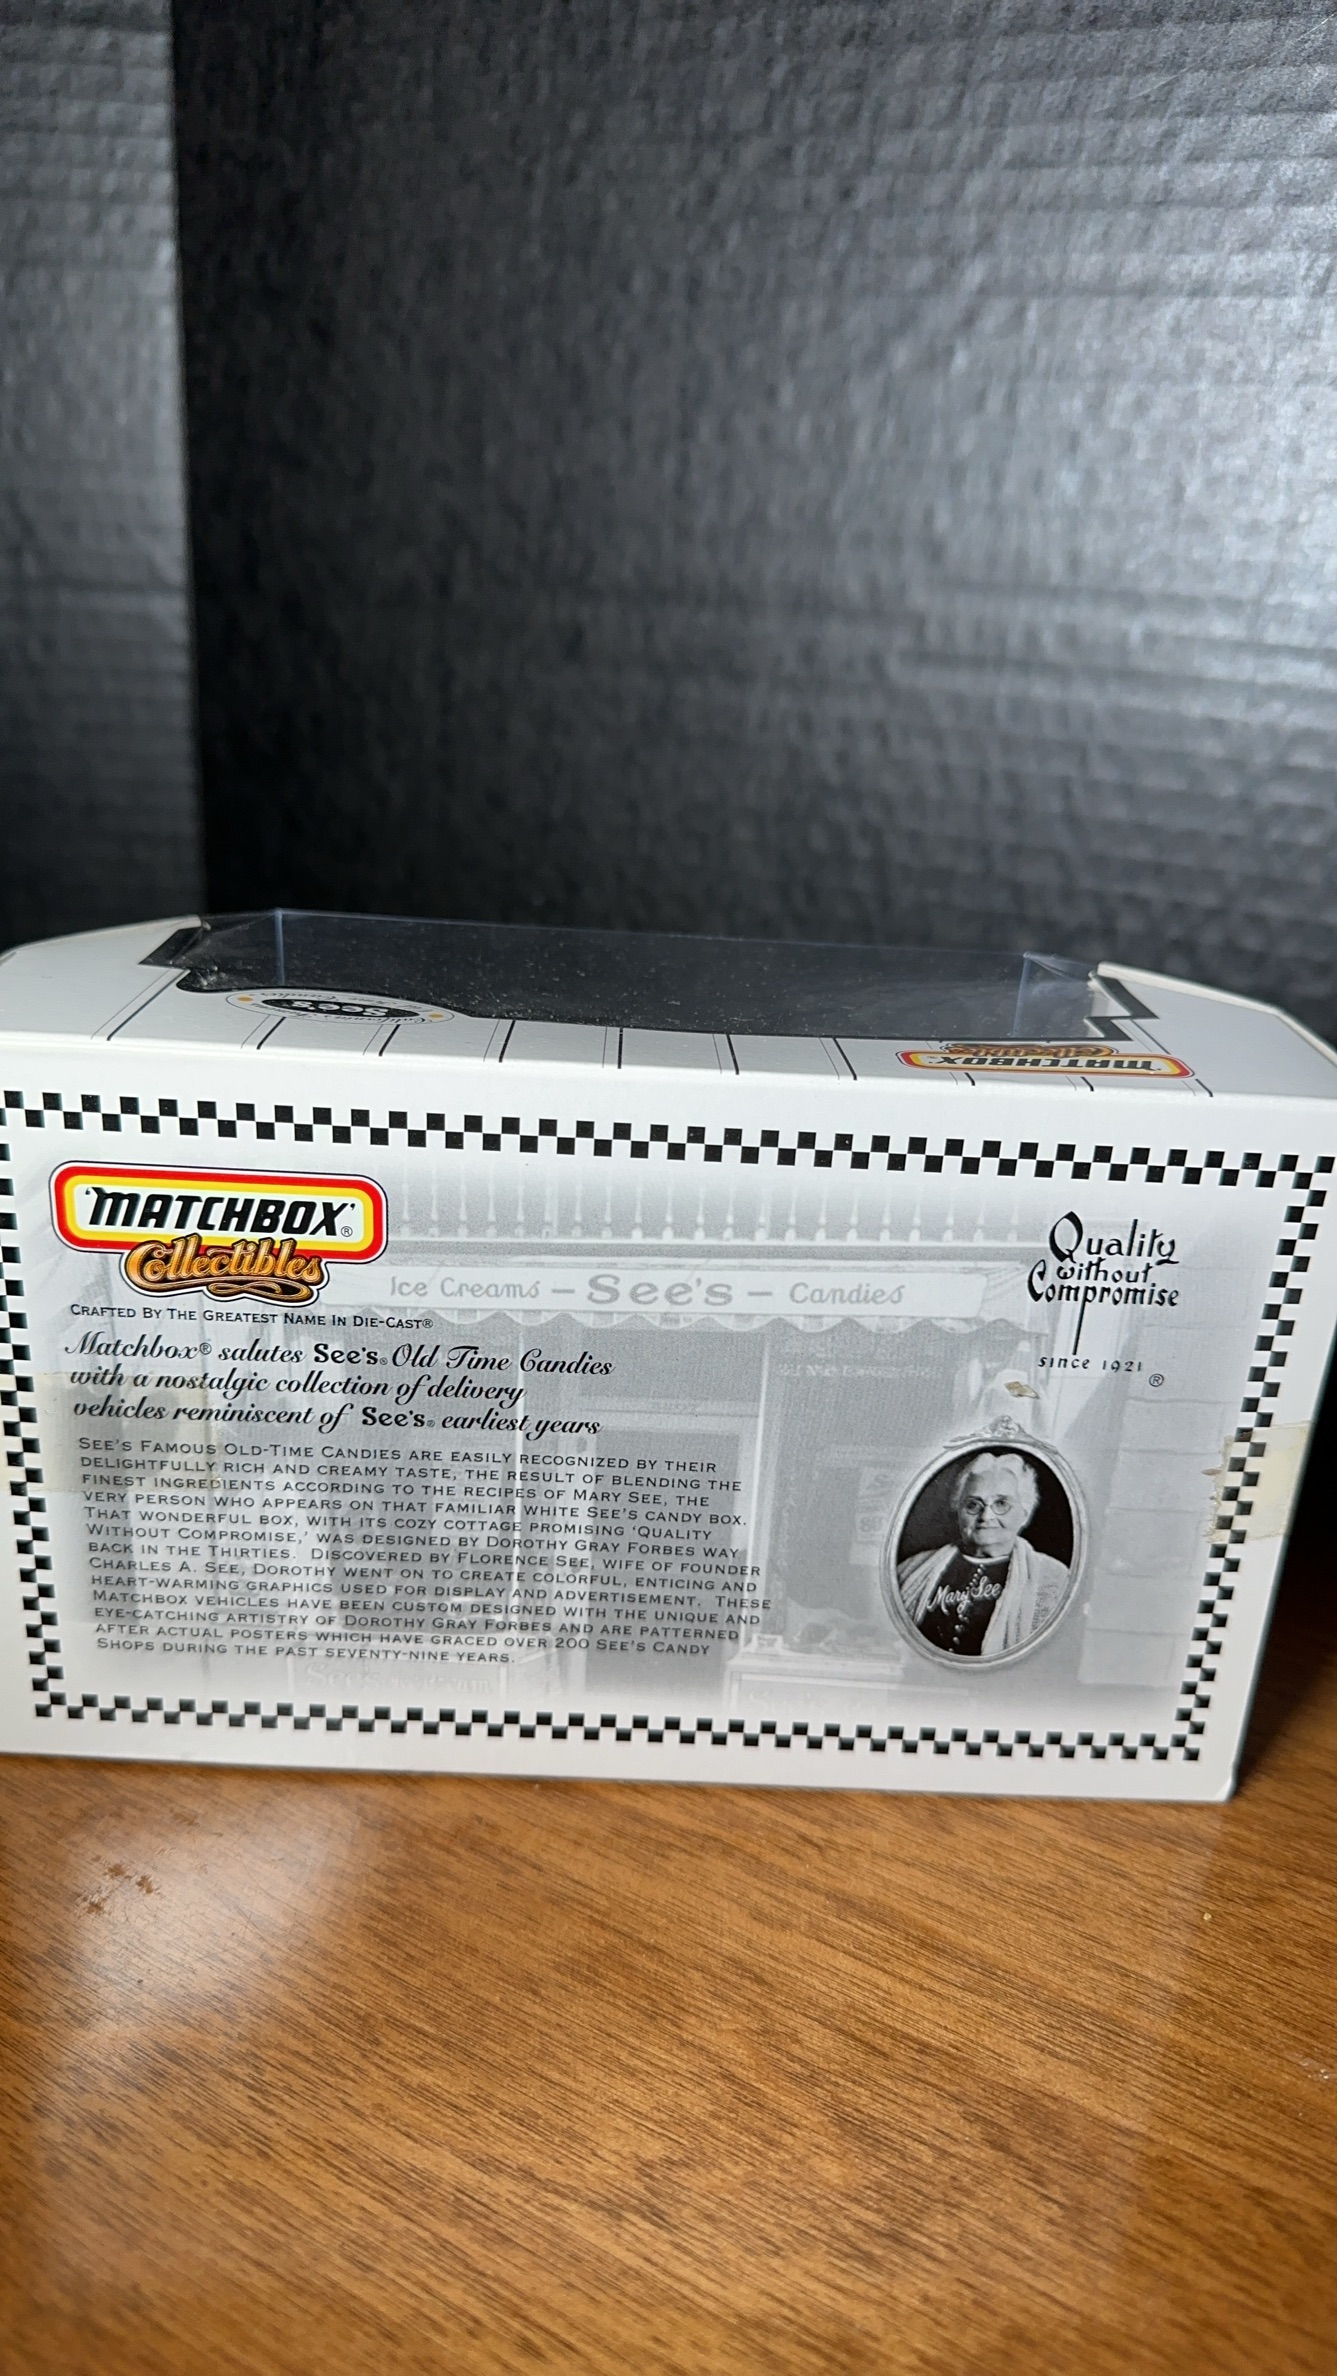 See's
'MATCHBOX'
Collectibles
'MATCHBOX'®
Collectibles
CRAFTED BY THE GREATEST NAME IN DIE-CAST®
Ice Creams – See's – Candies
Quality
without
Compromise
since 1921
®
Matchbox® salutes See's® Old Time Candies
with a nostalgic collection of delivery
vehicles reminiscent of See's® earliest years
SEE'S FAMOUS OLD-TIME CANDIES ARE EASILY RECOGNIZED BY THEIR
DELIGHTFULLY RICH AND CREAMY TASTE, THE RESULT OF BLENDING THE
FINEST INGREDIENTS ACCORDING TO THE RECIPES OF MARY SEE, THE
VERY PERSON WHO APPEARS ON THAT FAMILIAR WHITE SEE'S CANDY BOX.
THAT WONDERFUL BOX, WITH ITS COZY COTTAGE PROMISING 'QUALITY
WITHOUT COMPROMISE,' WAS DESIGNED BY DOROTHY GRAY FORBES WAY
BACK IN THE THIRTIES. DISCOVERED BY FLORENCE SEE, WIFE OF FOUNDER
CHARLES A. SEE, DOROTHY WENT ON TO CREATE COLORFUL, ENTICING AND
HEART-WARMING GRAPHICS USED FOR DISPLAY AND ADVERTISEMENT. THESE
MATCHBOX VEHICLES HAVE BEEN CUSTOM DESIGNED WITH THE UNIQUE AND
EYE-CATCHING ARTISTRY OF DOROTHY GRAY FORBES AND ARE PATTERNED
AFTER ACTUAL POSTERS WHICH HAVE GRACED OVER 200 SEE'S CANDY
SHOPS DURING THE PAST SEVENTY-NINE YEARS.
Mary See